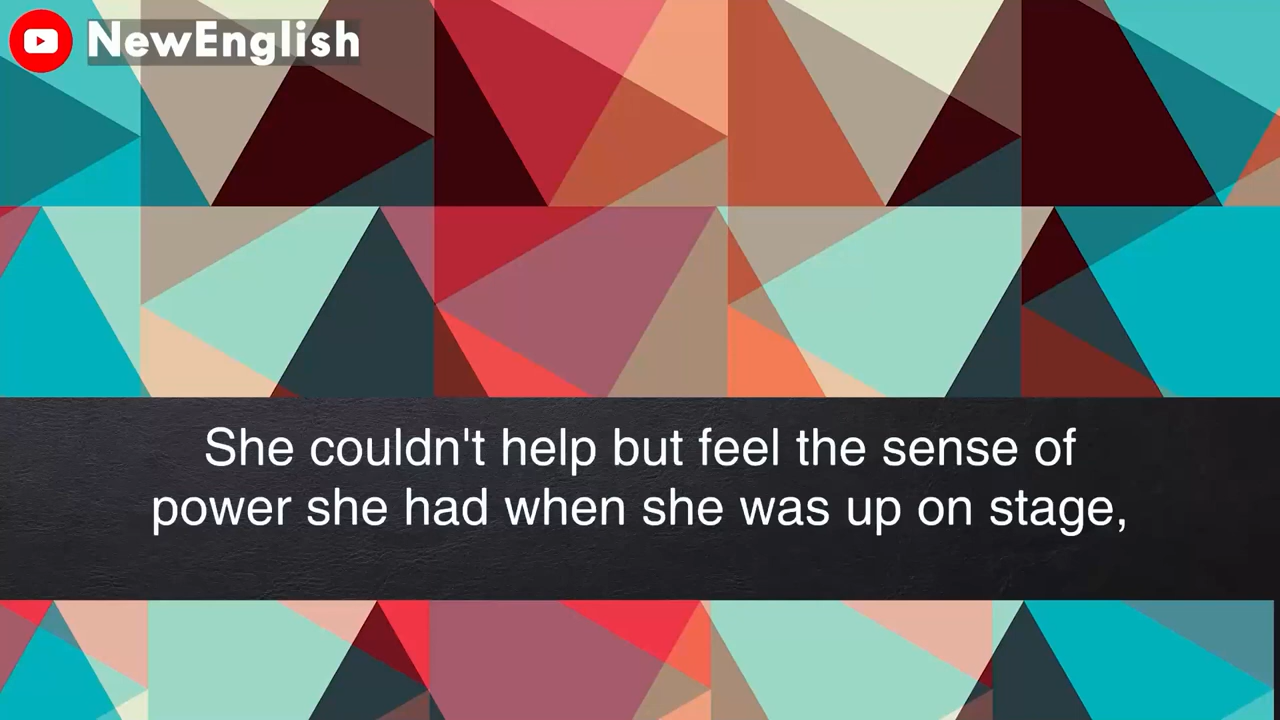 NewEnglish
She couldn't help but feel the sense of
power she had when she was up on stage,